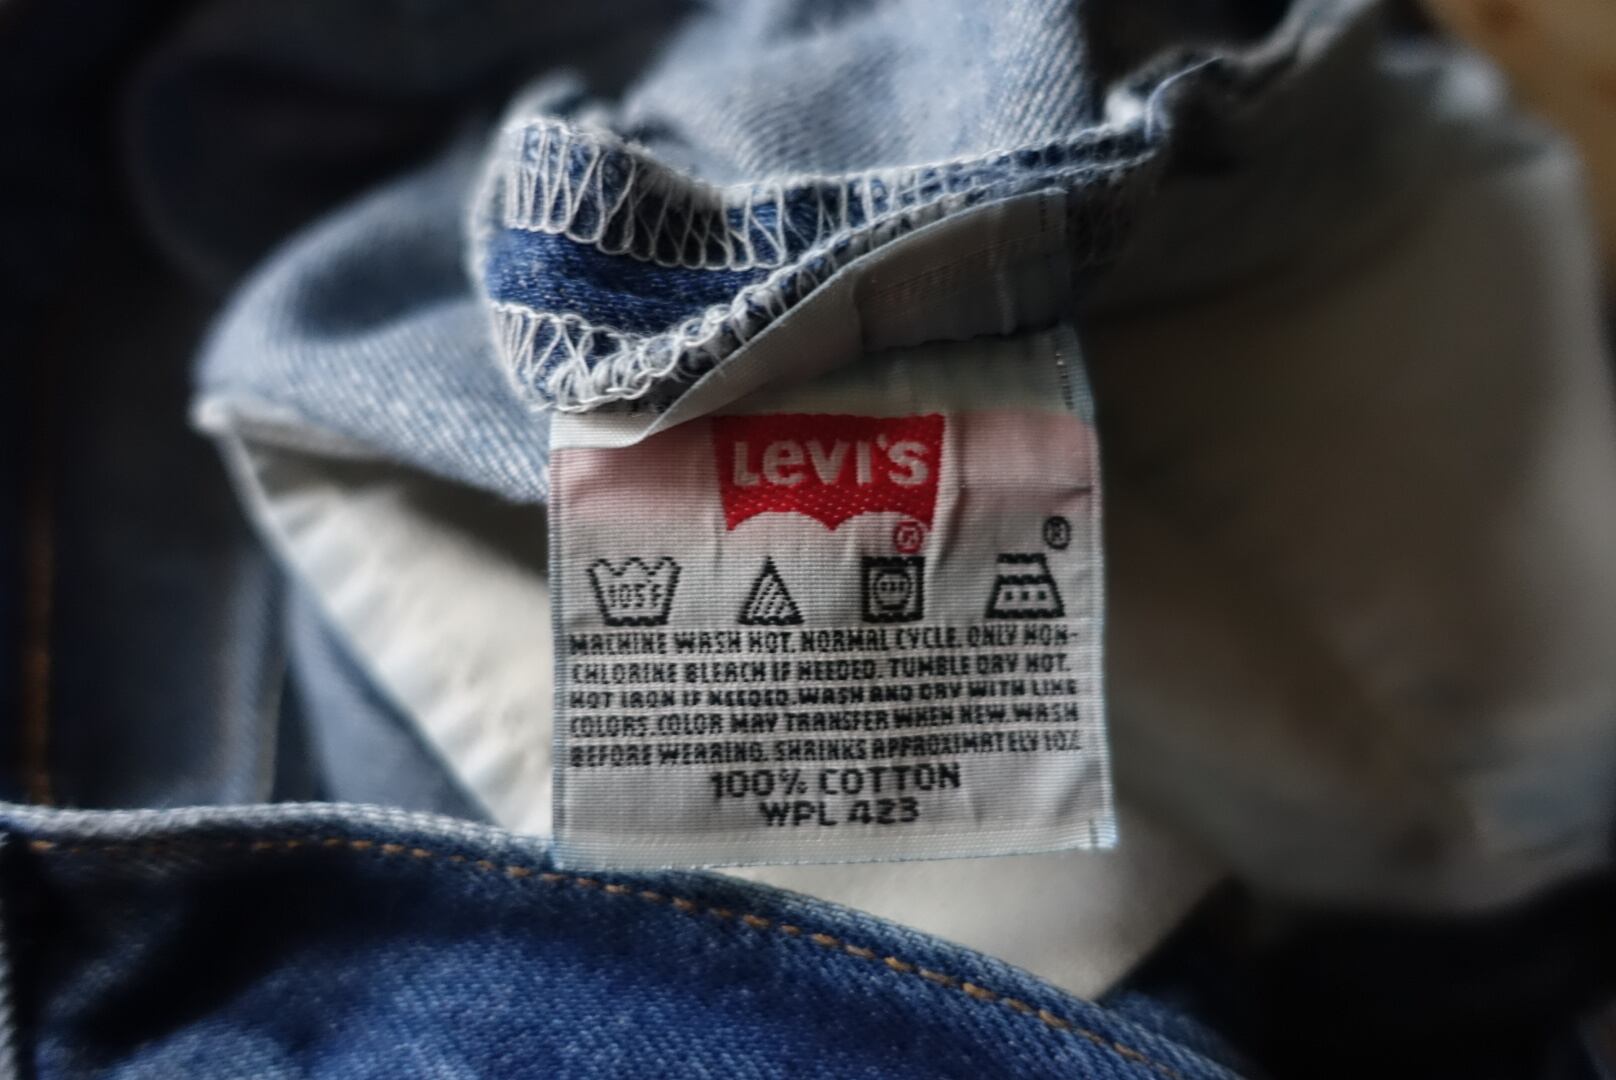 Levi's
®
®
105F
MACHINE WASH HOT. NORMAL CYCLE. ONLY NON-
CHLORINE BLEACH IF NEEDED. TUMBLE DRY HOT.
HOT IRON IF NEEDED. WASH AND DRY WITH LIKE
COLORS. COLOR MAY TRANSFER WHEN NEW. WASH
BEFORE WEARING. SHRINKS APPROXIMATELY 10%
100% COTTON
WPL 423